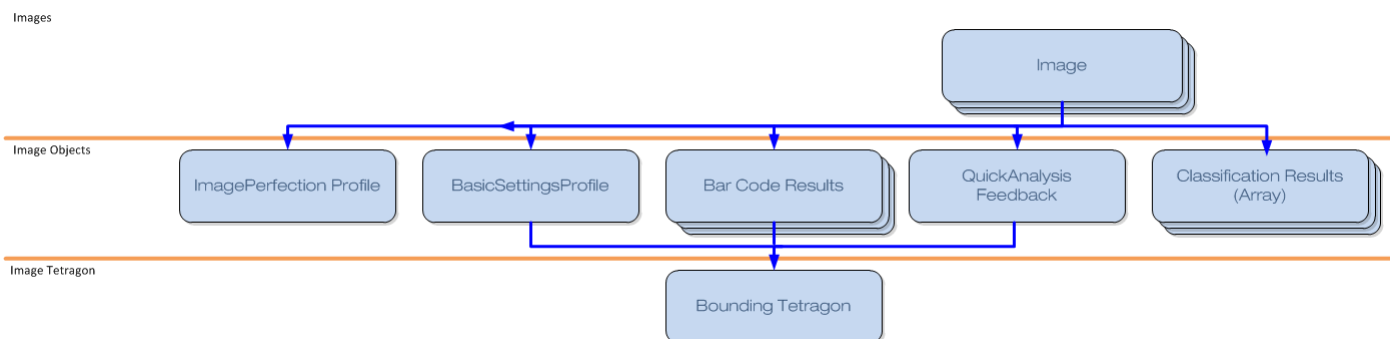 Images
Image
Image Objects
ImagePerfection Profile
BasicSettingsProfile
Bar Code Results
QuickAnalysis
Feedback
Classification Results
(Array)
Image Tetragon
Bounding Tetragon